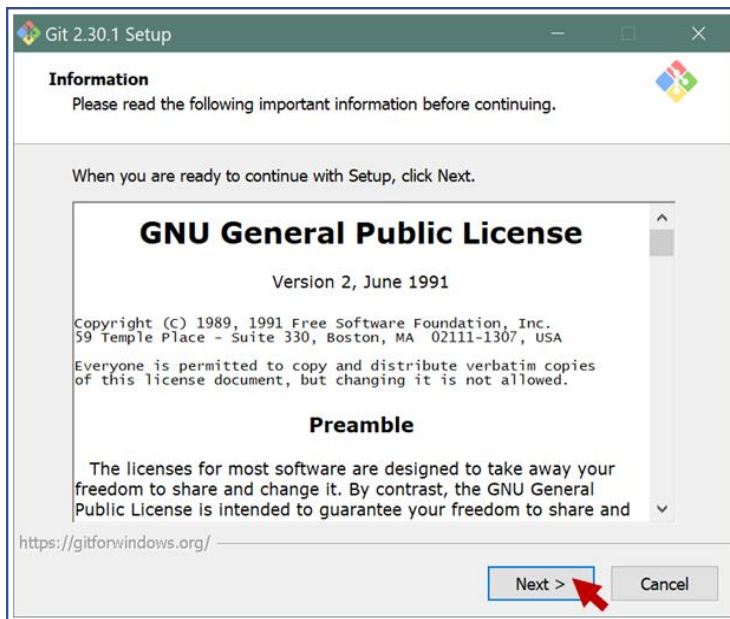 Git 2.30.1 Setup
Information
Please read the following important information before continuing.
When you are ready to continue with Setup, click Next.
GNU General Public License
Version 2, June 1991
Copyright (C) 1989, 1991 Free Software Foundation, Inc.
59 Temple Place - Suite 330, Boston, MA  02111-1307, USA
Everyone is permitted to copy and distribute verbatim copies
of this license document, but changing it is not allowed.
Preamble
The licenses for most software are designed to take away your
freedom to share and change it. By contrast, the GNU General
Public License is intended to guarantee your freedom to share and
https://gitforwindows.org/
Next >
Cancel